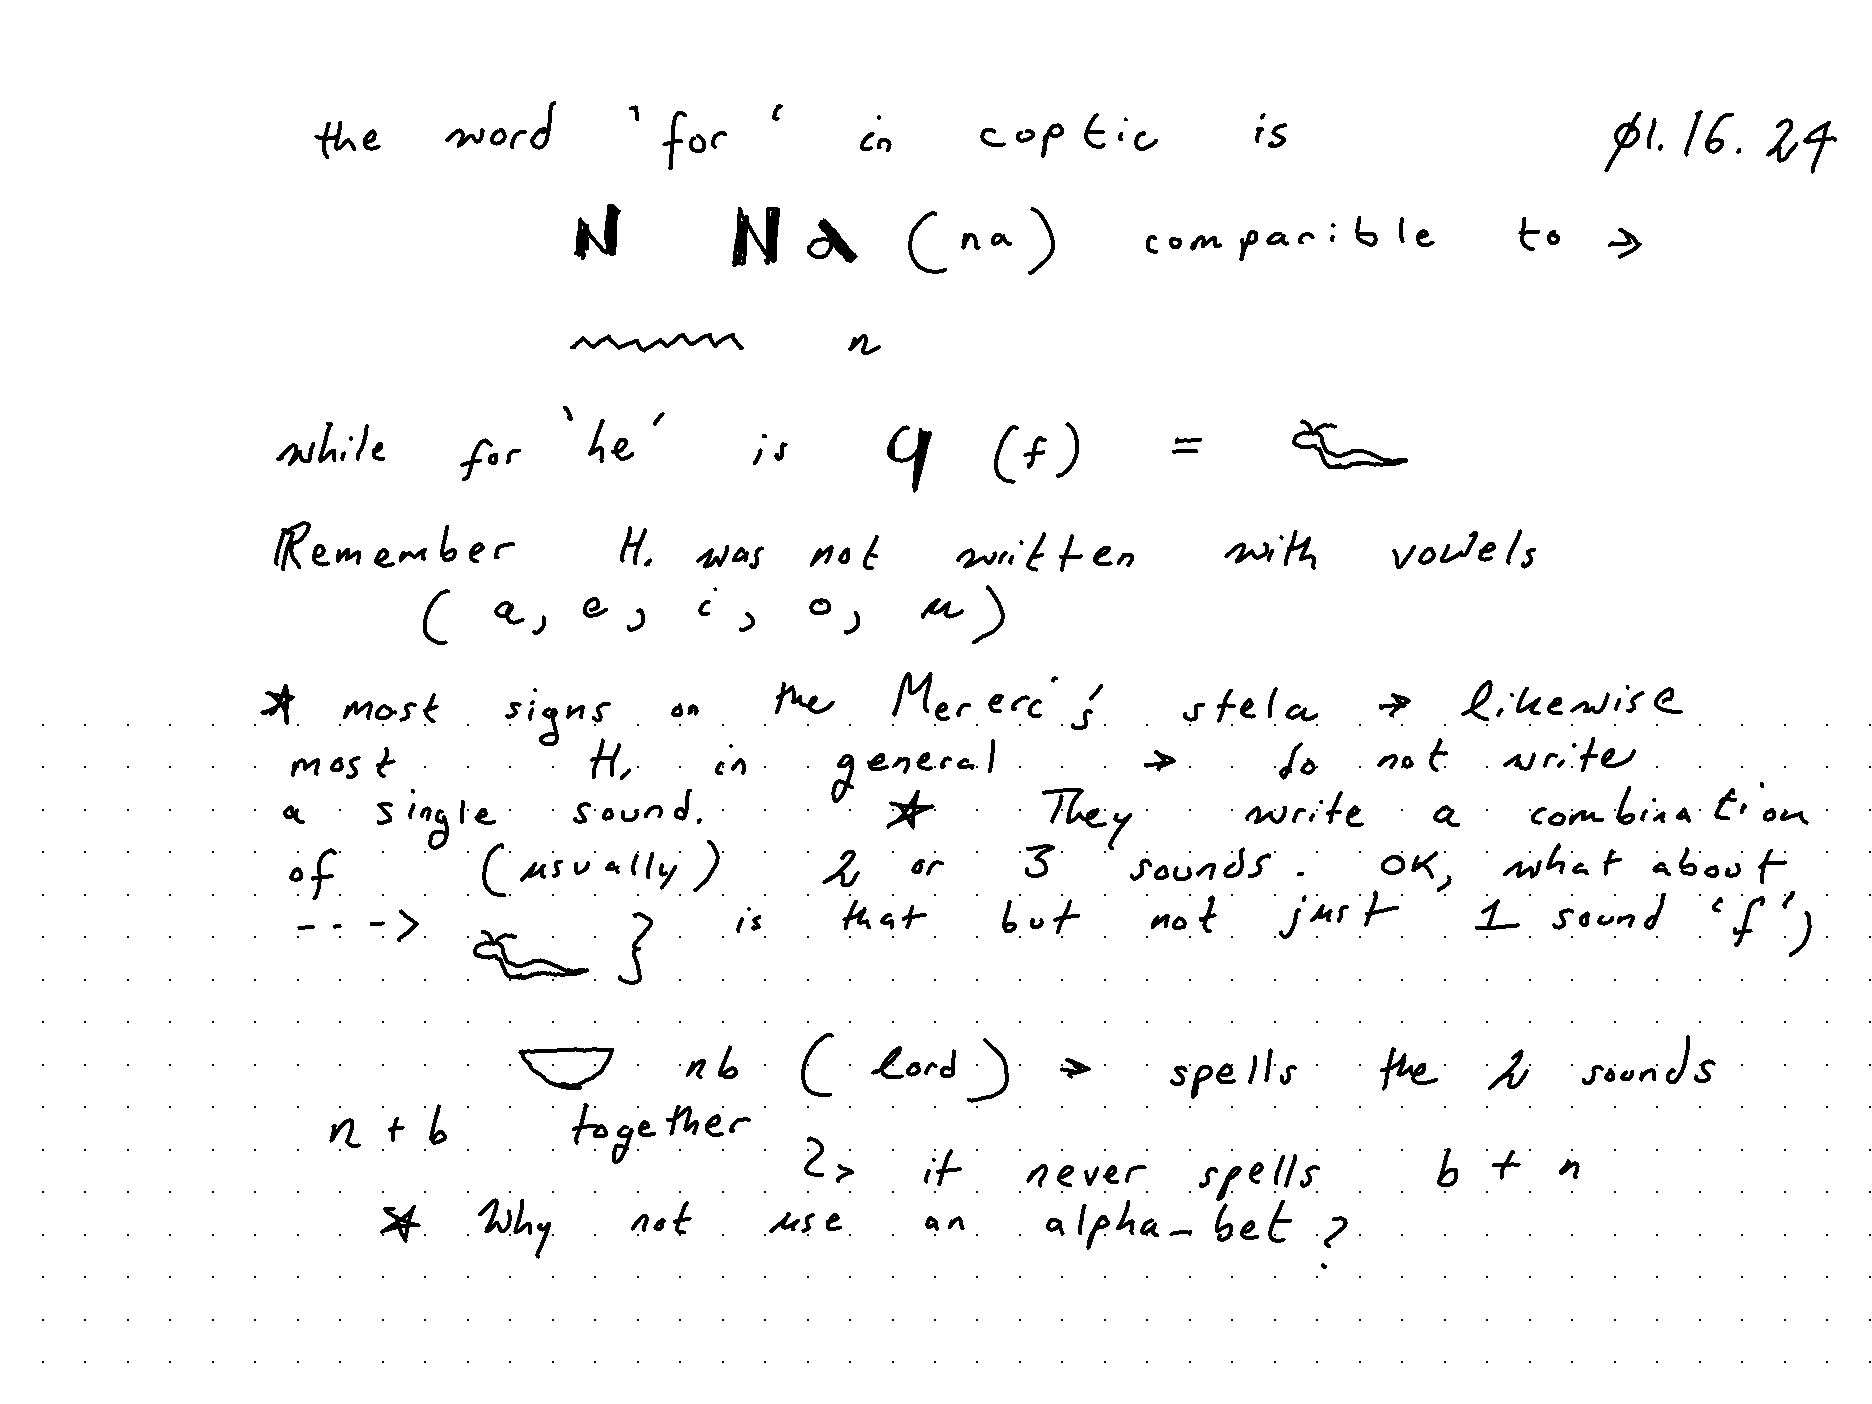 the word 'for' in coptic is 01.16.24
N Na (na) comparible to →
𓈖 n
while for 'he' is ϥ (f) = 𓆑
Remember H. was not written with vowels
(a, e, i, o, u)
* most signs on the Mereri's stela → likewise
most H. in general → do not write
a single sound. * They write a combination
of (usually) 2 or 3 sounds. OK, what about
---> 𓆑 } is that but not just 1 sound 'f')
𓎟 nb (lord) → spells the 2 sounds
n + b together
> it never spells b + n
* Why not use an alpha-bet?